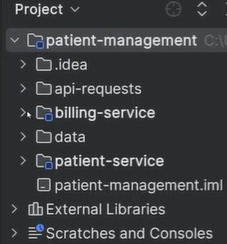 Project
patient-management C:\
.idea
api-requests
billing-service
data
patient-service
patient-management.iml
External Libraries
Scratches and Consoles